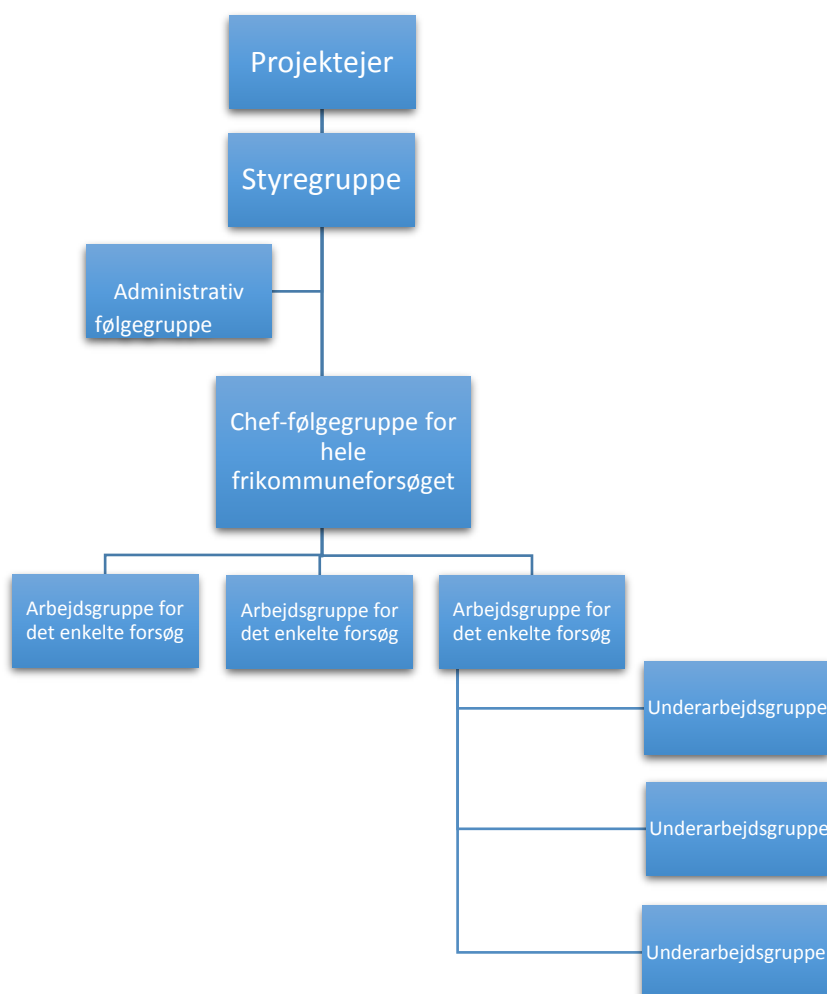 Projektejer
Styregruppe
Administrativ
følgegruppe
Chef-følgegruppe for
hele
frikommuneforsøget
Arbejdsgruppe for
det enkelte forsøg
Arbejdsgruppe for
det enkelte forsøg
Arbejdsgruppe for
det enkelte forsøg
Underarbejdsgruppe
Underarbejdsgruppe
Underarbejdsgruppe